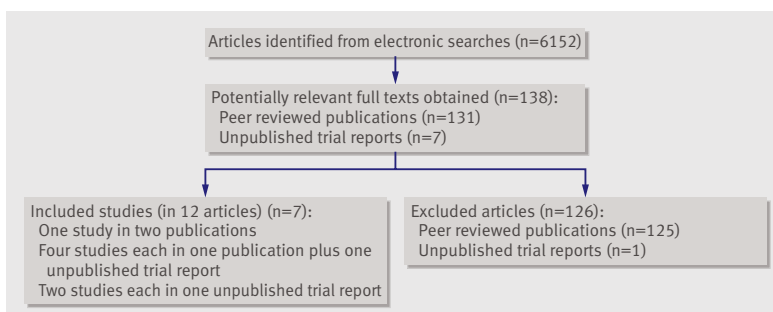 Articles identified from electronic searches (n=6152)
Potentially relevant full texts obtained (n=138):
Peer reviewed publications (n=131)
Unpublished trial reports (n=7)
Included studies (in 12 articles) (n=7):
One study in two publications
Four studies each in one publication plus one
unpublished trial report
Two studies each in one unpublished trial report
Excluded articles (n=126):
Peer reviewed publications (n=125)
Unpublished trial reports (n=1)